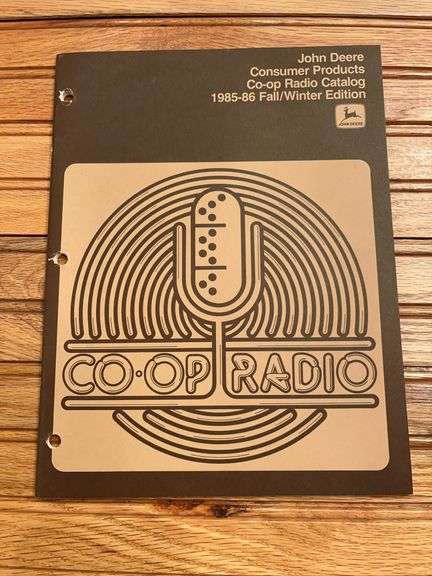 John Deere
Consumer Products
Co-op Radio Catalog
1985-86 Fall/Winter Edition
JOHN DEERE
CO-OP RADIO